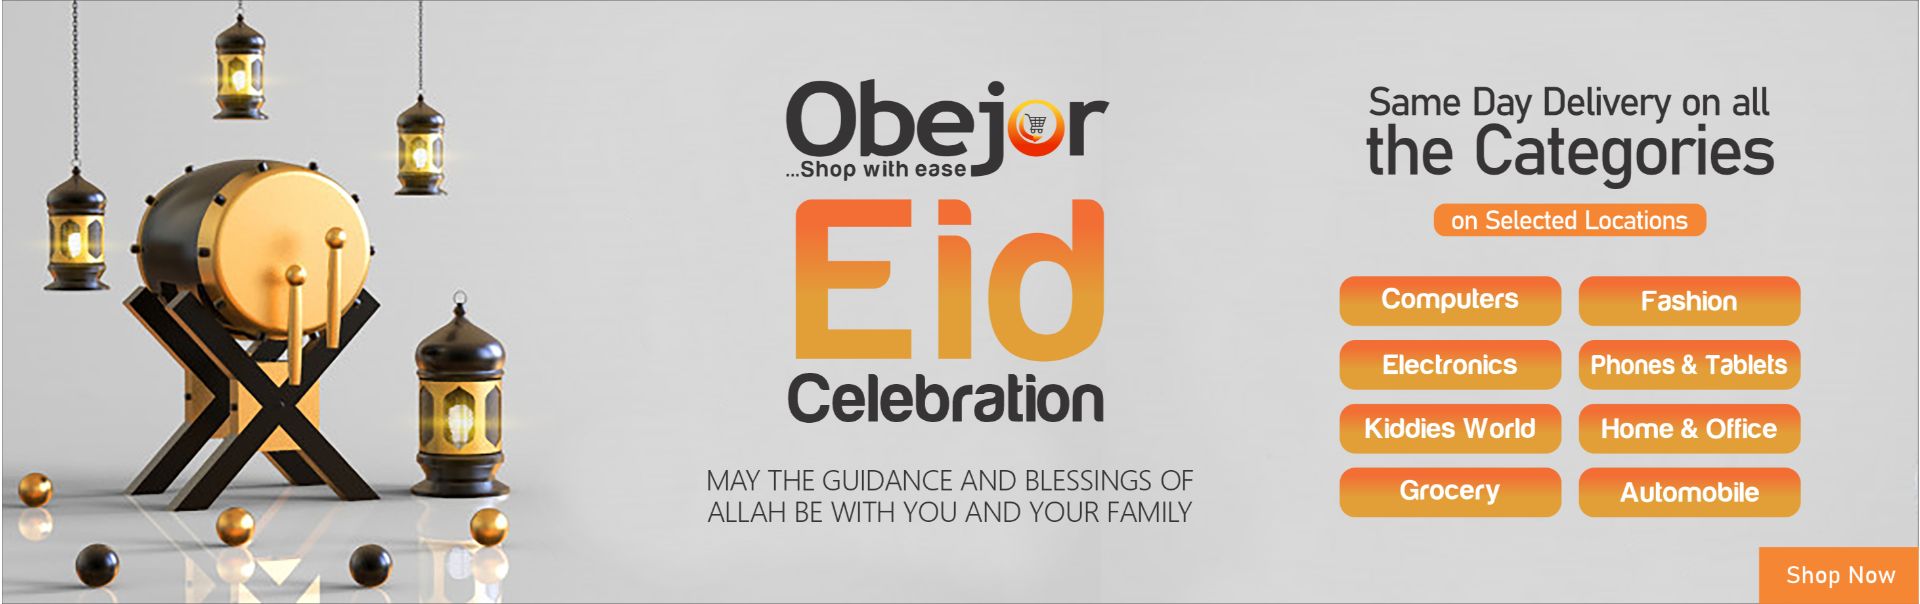 Obejor
...Shop with ease
Eid
Celebration
MAY THE GUIDANCE AND BLESSINGS OF
ALLAH BE WITH YOU AND YOUR FAMILY
Same Day Delivery on all
the Categories
on Selected Locations
Computers
Fashion
Electronics
Phones & Tablets
Kiddies World
Home & Office
Grocery
Automobile
Shop Now